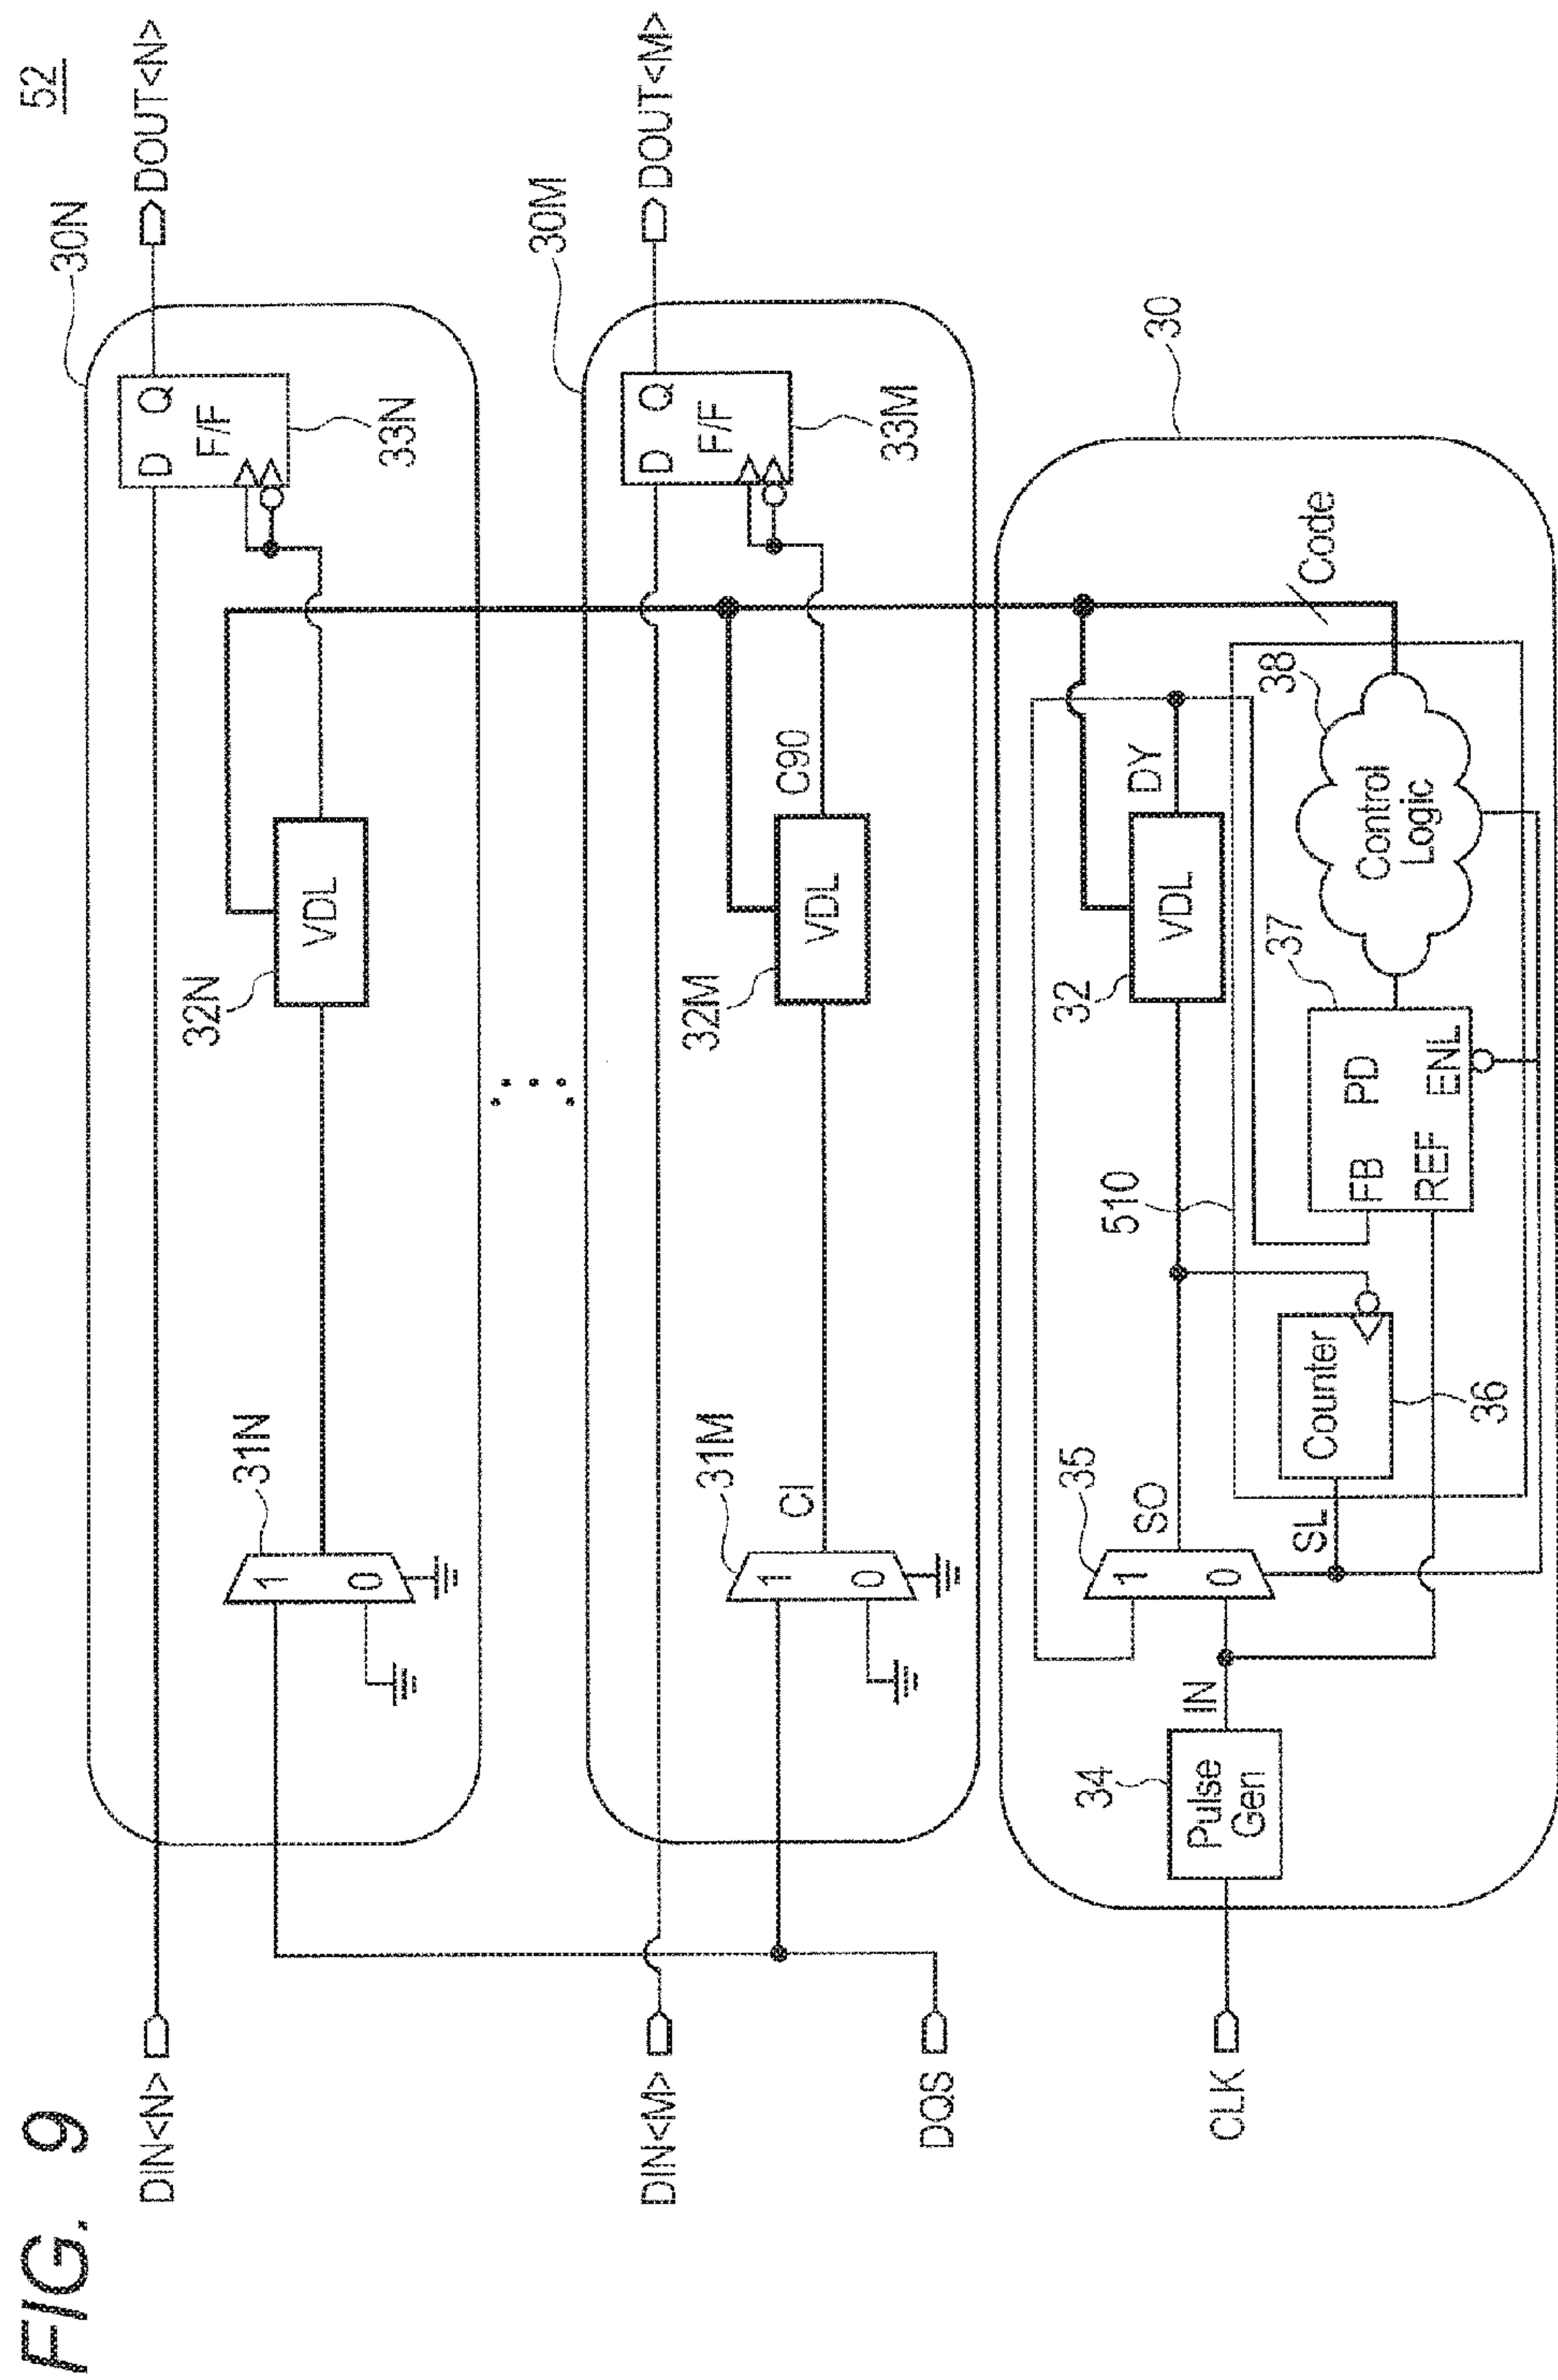 FIG. 9
52
DIN<N>
30N
31N
1
0
32N
VDL
D Q
F/F
33N
DOUT<N>
DIN<M>
30M
31M
1
0
CI
32M
VDL
C90
D Q
F/F
33M
DOUT<M>
DQS
30
CLK
34
Pulse
Gen
IN
35
1
0
SO
SL
510
32
VDL
DY
Counter
36
37
FB PD
REF ENL
38
Control
Logic
Code